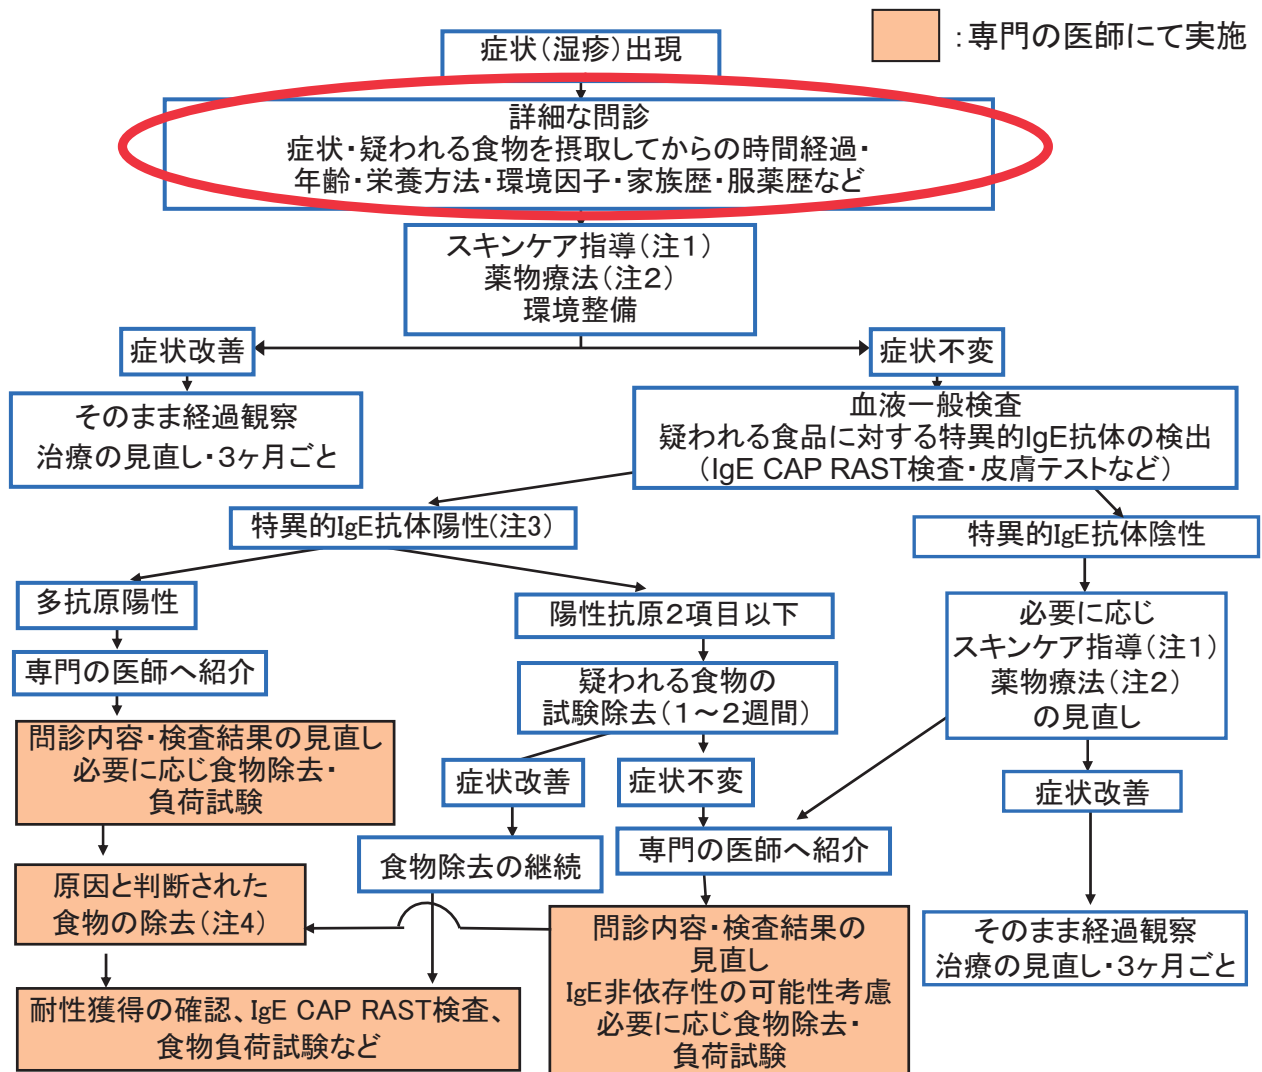 :専門の医師にて実施
症状(湿疹)出現
詳細な問診
症状・疑われる食物を摂取してからの時間経過・
年齢・栄養方法・環境因子・家族歴・服薬歴など
スキンケア指導(注1)
薬物療法(注2)
環境整備
症状改善
症状不変
そのまま経過観察
治療の見直し・3ヶ月ごと
血液一般検査
疑われる食品に対する特異的IgE抗体の検出
(IgE CAP RAST検査・皮膚テストなど)
特異的IgE抗体陽性(注3)
特異的IgE抗体陰性
多抗原陽性
陽性抗原2項目以下
必要に応じ
スキンケア指導(注1)
薬物療法(注2)
の見直し
専門の医師へ紹介
疑われる食物の
試験除去(1~2週間)
問診内容・検査結果の見直し
必要に応じ食物除去・
負荷試験
症状改善
症状不変
症状改善
食物除去の継続
専門の医師へ紹介
原因と判断された
食物の除去(注4)
問診内容・検査結果の
見直し
IgE非依存性の可能性考慮
必要に応じ食物除去・
負荷試験
そのまま経過観察
治療の見直し・3ヶ月ごと
耐性獲得の確認、IgE CAP RAST検査、
食物負荷試験など